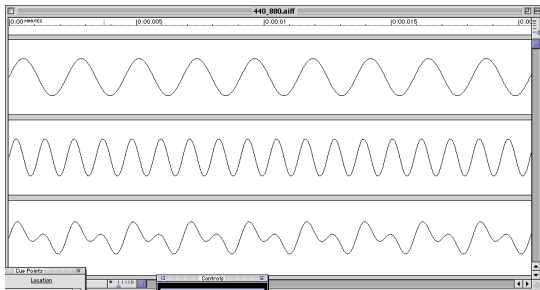 440_880.aiff
|0:00 MINUTES |0:00.005 |0:00.01 |0:00.015 |0:00
Cue Points
Location
Controls